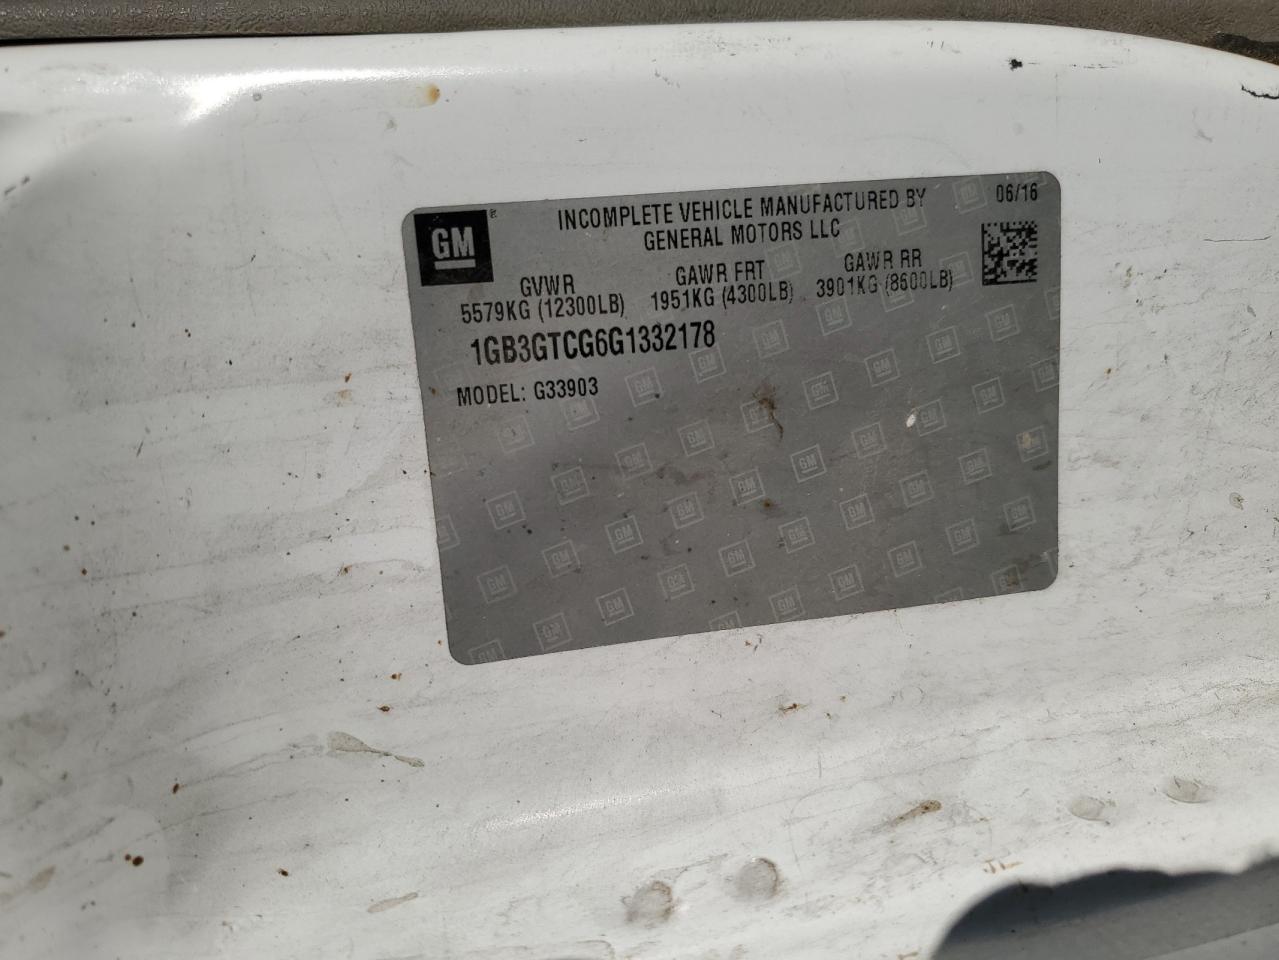 GM
INCOMPLETE VEHICLE MANUFACTURED BY
GENERAL MOTORS LLC
06/16
GVWR GAWR FRT GAWR RR
5579KG (12300LB) 1951KG (4300LB) 3901KG (8600LB)
1GB3GTCG6G1332178
MODEL: G33903